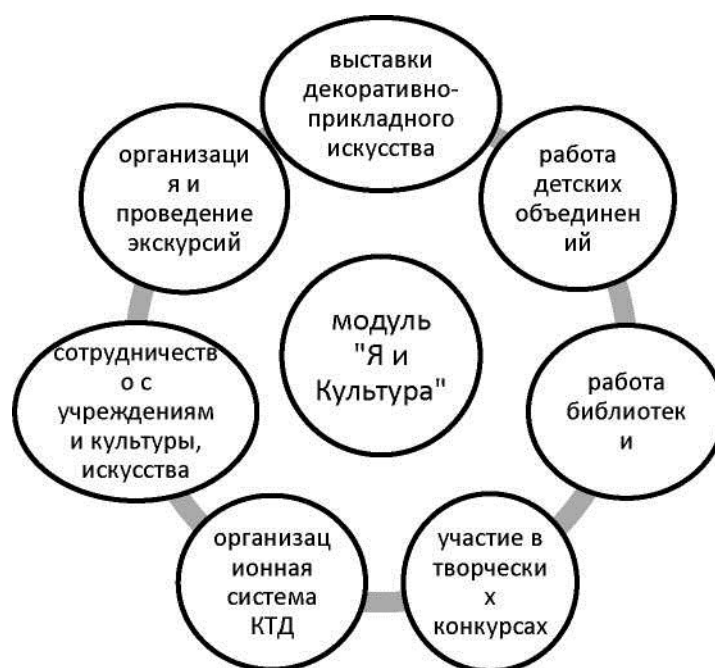 выставки
декоративно-
прикладного
искусства
работа
детских
объединен
ий
работа
библиотек
и
участие в
творчески
х
конкурсах
организац
ионная
система
КТД
сотрудничеств
о с
учреждениям
и культуры,
искусства
организаци
я и
проведение
экскурсий
модуль
"Я и
Культура"